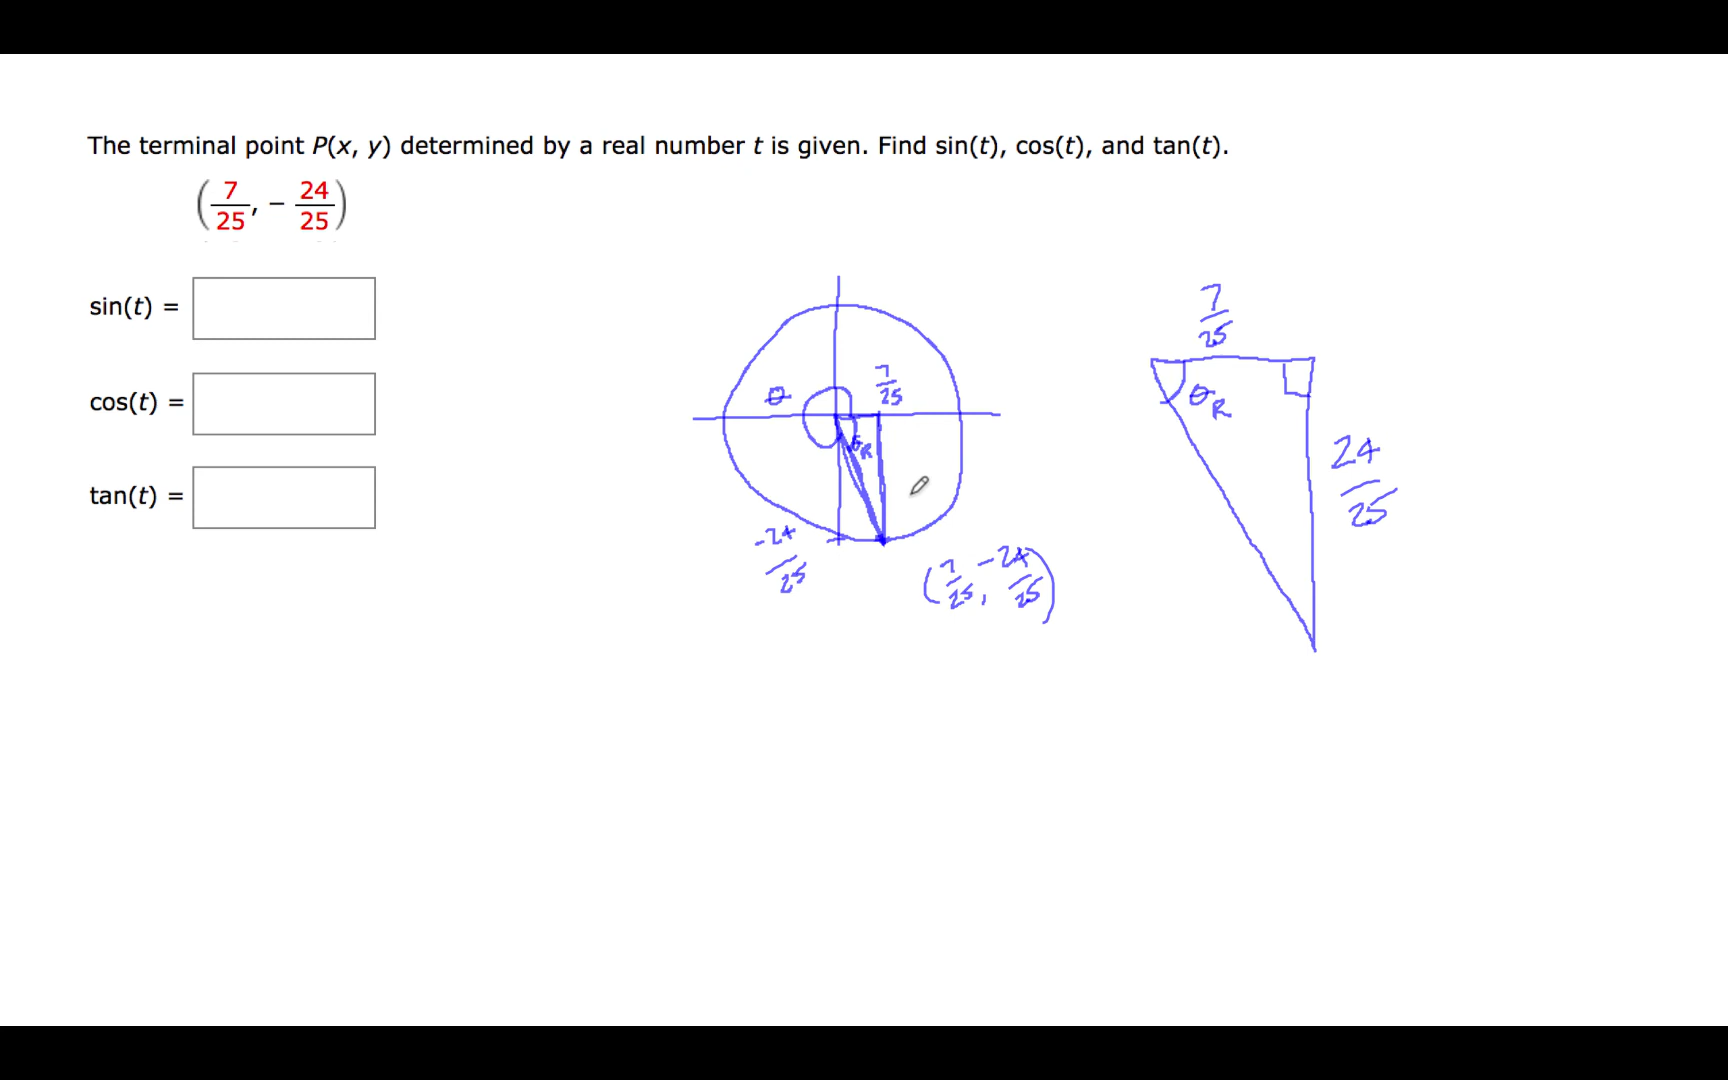 The terminal point P(x, y) determined by a real number t is given. Find sin(t), cos(t), and tan(t).
(7/25, − 24/25)
sin(t) =
cos(t) =
tan(t) =
θ
7/25
θR
-24/25
(7/25, -24/25)
7/25
θR
24/25